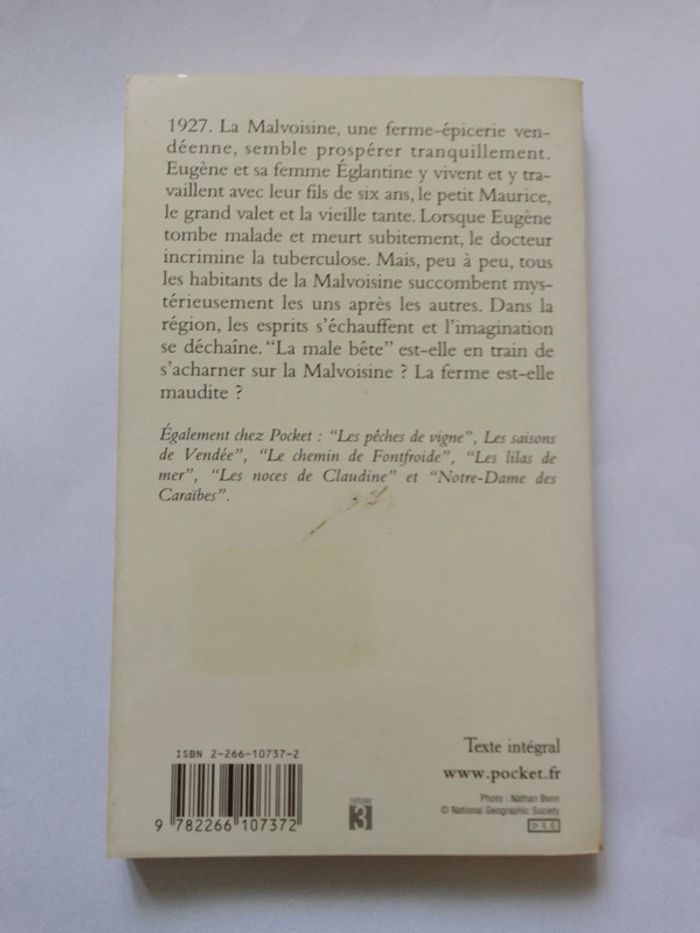 1927. La Malvoisine, une ferme-épicerie ven-
déenne, semble prospérer tranquillement.
Eugène et sa femme Églantine y vivent et y tra-
vaillent avec leur fils de six ans, le petit Maurice,
le grand valet et la vieille tante. Lorsque Eugène
tombe malade et meurt subitement, le docteur
incrimine la tuberculose. Mais, peu à peu, tous
les habitants de la Malvoisine succombent mys-
térieusement les uns après les autres. Dans la
région, les esprits s'échauffent et l'imagination
se déchaîne. “La male bête” est-elle en train de
s'acharner sur la Malvoisine ? La ferme est-elle
maudite ?
Également chez Pocket : “Les pêches de vigne”, Les saisons
de Vendée”, “Le chemin de Fontfroide”, “Les lilas de
mer”, “Les noces de Claudine” et “Notre-Dame des
Caraïbes”.
Texte intégral
www.pocket.fr
Photo : Nathan Benn
© National Geographic Society
ISBN 2-266-10737-2
9 782266 107372
3